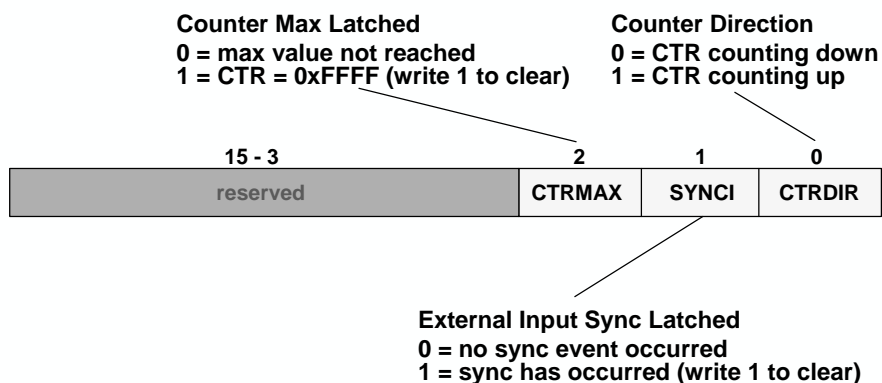 Counter Max Latched
0 = max value not reached
1 = CTR = 0xFFFF (write 1 to clear)
Counter Direction
0 = CTR counting down
1 = CTR counting up
15 - 3 2 1 0
reserved CTRMAX SYNCI CTRDIR
External Input Sync Latched
0 = no sync event occurred
1 = sync has occurred (write 1 to clear)